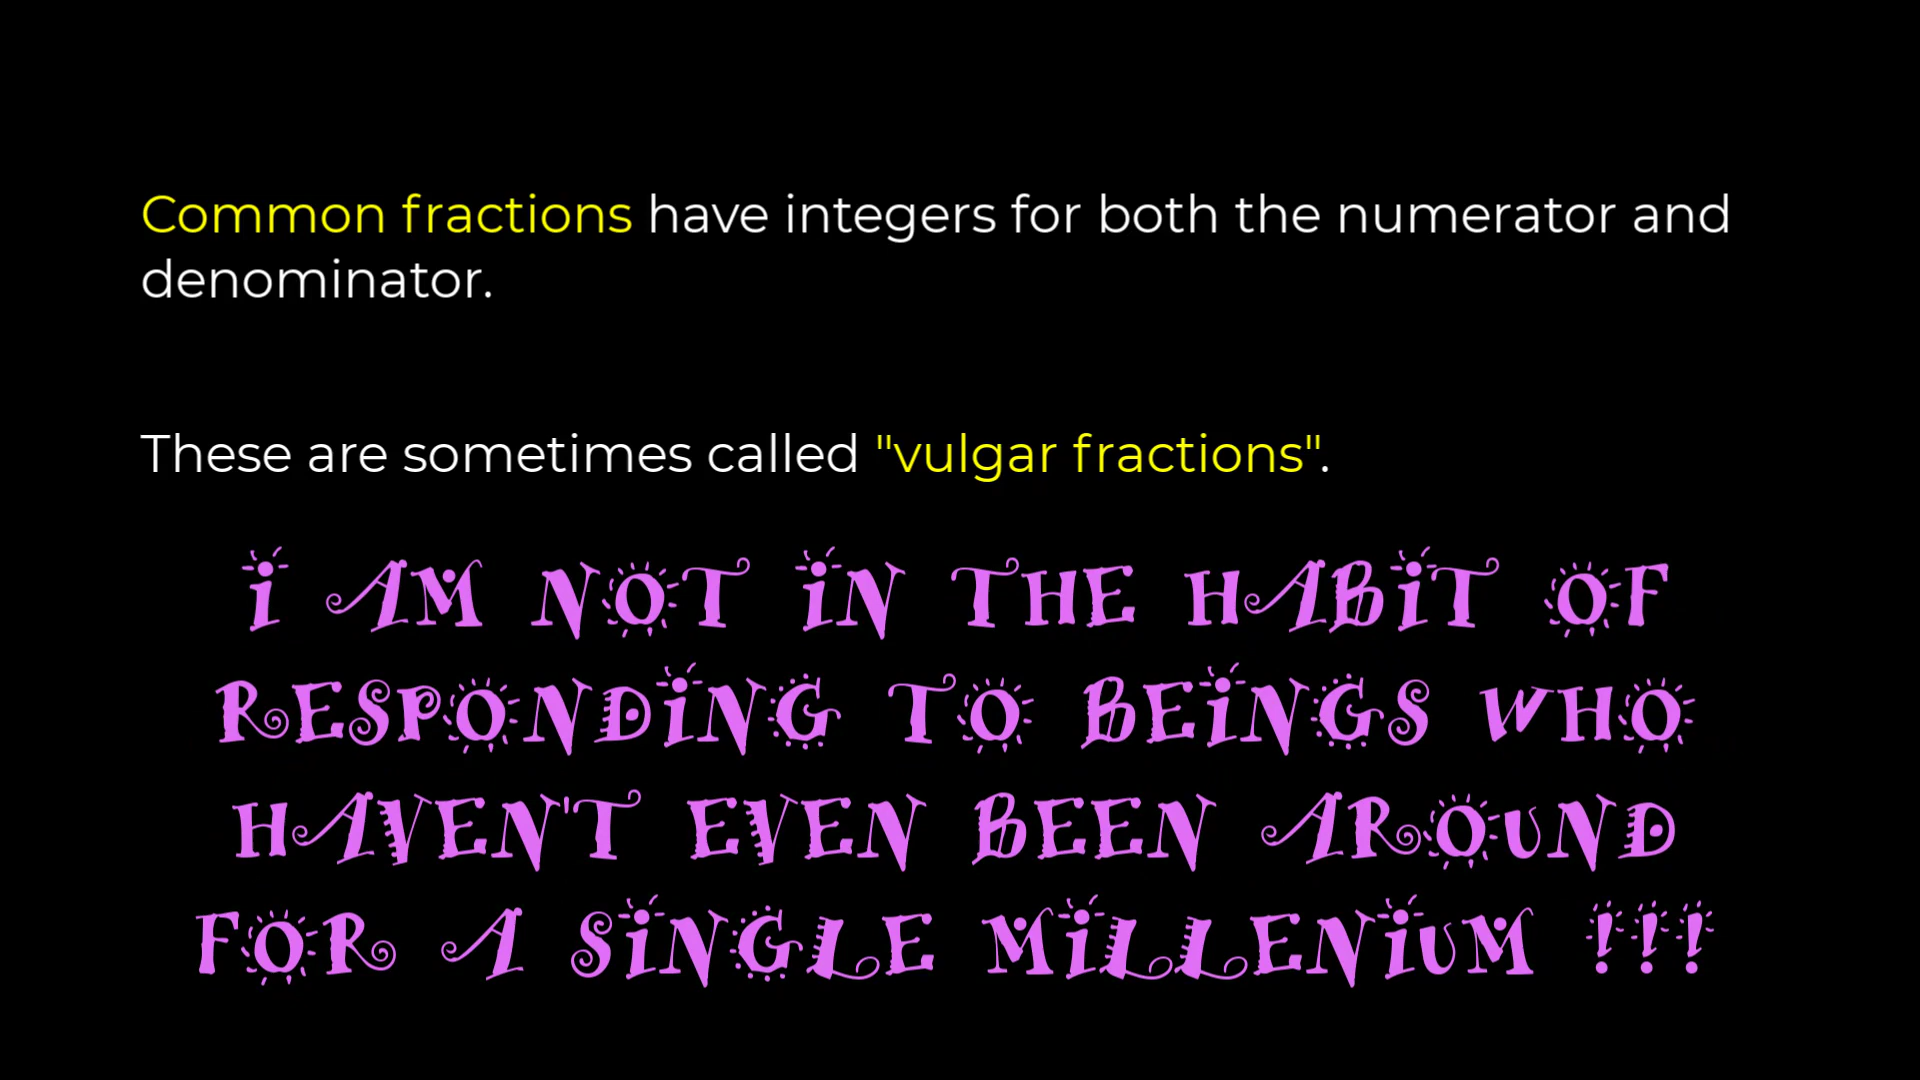 Common fractions have integers for both the numerator and
denominator.
These are sometimes called "vulgar fractions".
I AM NOT IN THE HABIT OF
RESPONDING TO BEINGS WHO
HAVEN'T EVEN BEEN AROUND
FOR A SINGLE MILLENIUM !!!